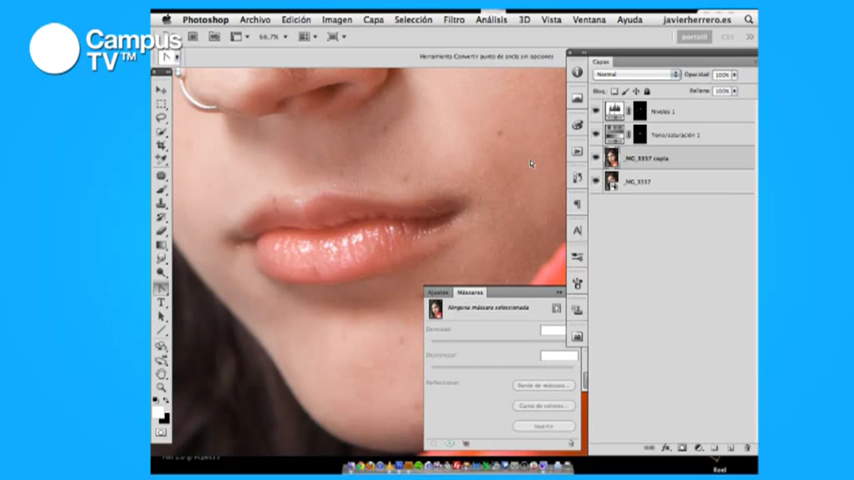 Campus
TV™
Photoshop Archivo Edición Imagen Capa Selección Filtro Análisis 3D Vista Ventana Ayuda javierherrero.es
66,7%
portátil
Herramienta Convertir punto de ancla sin opciones
Capas
Normal Opacidad: 100%
Bloq.: Relleno: 100%
Niveles 1
Tono/saturación 1
_MG_3357 copia
_MG_3357
Ajustes Máscaras
Ninguna máscara seleccionada
Densidad:
Desvanecer:
Perfeccionar:
Borde de máscara...
Gama de colores...
Invertir